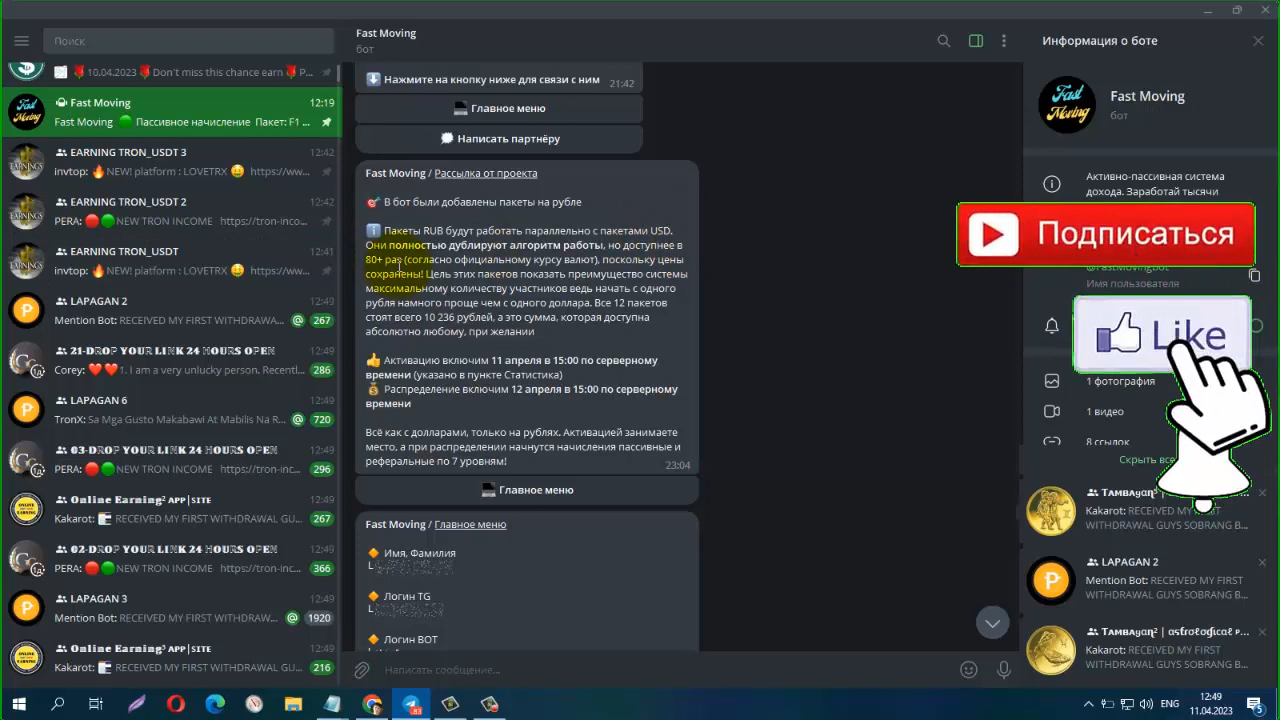 Поиск
🌹 10.04.2023🌹Don't miss this chance earn 🌹P...
Fast Moving 12:19
Fast Moving 🟢 Пассивное начисление Пакет: F1 ...
EARNING TRON_USDT 3 12:42
invtop: 🔥NEW! platform : LOVETRX 🤑 https://ww...
EARNING TRON_USDT 2 12:42
PERA: 🔴🟢NEW TRON INCOME https://tron-inco...
EARNING TRON_USDT 12:41
invtop: 🔥NEW! platform : LOVETRX 🤑 https://ww...
LAPAGAN 2 12:49
Mention Bot: RECEIVED MY FIRST WITHDRAWA... @ 267
21-DROP YOUR LINK 24 HOURS OPEN 12:49
Corey: ❤️❤️1. I am a very unlucky person. Recentl... 286
LAPAGAN 6 12:49
TronX: Sa Mga Gusto Makabawi At Mabilis Na R... @ 720
03-DROP YOUR LINK 24 HOURS OPEN 12:49
PERA: 🔴🟢NEW TRON INCOME https://tron-inc... 296
Online Earning² APP|SITE 12:49
Kakarot: RECEIVED MY FIRST WITHDRAWAL GU... 267
02-DROP YOUR LINK 24 HOURS OPEN 12:49
PERA: 🔴🟢NEW TRON INCOME https://tron-inc... 366
LAPAGAN 3 12:49
Mention Bot: RECEIVED MY FIRST WITHDRAW... @ 1920
Online Earning³ APP|SITE 12:49
Kakarot: RECEIVED MY FIRST WITHDRAWAL GU... 216
Fast Moving
бот
⬇️ Нажмите на кнопку ниже для связи с ним 21:42
Главное меню
Написать партнёру
Fast Moving / Рассылка от проекта
🎯 В бот были добавлены пакеты на рубле
ℹ️ Пакеты RUB будут работать параллельно с пакетами USD.
Они полностью дублируют алгоритм работы, но доступнее в
80+ раз (согласно официальному курсу валют), поскольку цены
сохранены! Цель этих пакетов показать преимущество системы
максимальному количеству участников ведь начать с одного
рубля намного проще чем с одного доллара. Все 12 пакетов
стоят всего 10 236 рублей, а это сумма, которая доступна
абсолютно любому, при желании
👍 Активацию включим 11 апреля в 15:00 по серверному
времени (указано в пункте Статистика)
💰 Распределение включим 12 апреля в 15:00 по серверному
времени
Всё как с долларами, только на рублях. Активацией занимаете
место, а при распределении начнутся начисления пассивные и
реферальные по 7 уровням! 23:04
Главное меню
Fast Moving / Главное меню
🔶 Имя, Фамилия
L
🔶 Логин TG
L
🔶 Логин BOT
Написать сообщение...
Информация о боте
Fast Moving
бот
Активно-пассивная система
дохода. Заработай тысячи
Подписаться
@FastMovingbot
Имя пользователя
Like
1 фотография
1 видео
8 ссылок
Скрыть все
Kakarot: RECEIVED MY FIRST
WITHDRAWAL GUYS SOBRANG B...
LAPAGAN 2
Mention Bot: RECEIVED MY FIRST
WITHDRAWAL GUYS SOBRANG B...
Kakarot: RECEIVED MY FIRST
WITHDRAWAL GUYS SOBRANG B...
ENG
12:49
11.04.2023